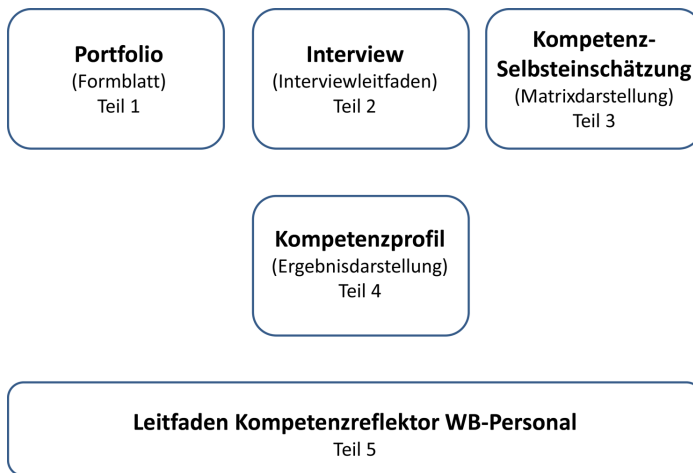 Portfolio
(Formblatt)
Teil 1
Interview
(Interviewleitfaden)
Teil 2
Kompetenz-
Selbsteinschätzung
(Matrixdarstellung)
Teil 3
Kompetenzprofil
(Ergebnisdarstellung)
Teil 4
Leitfaden Kompetenzreflektor WB-Personal
Teil 5